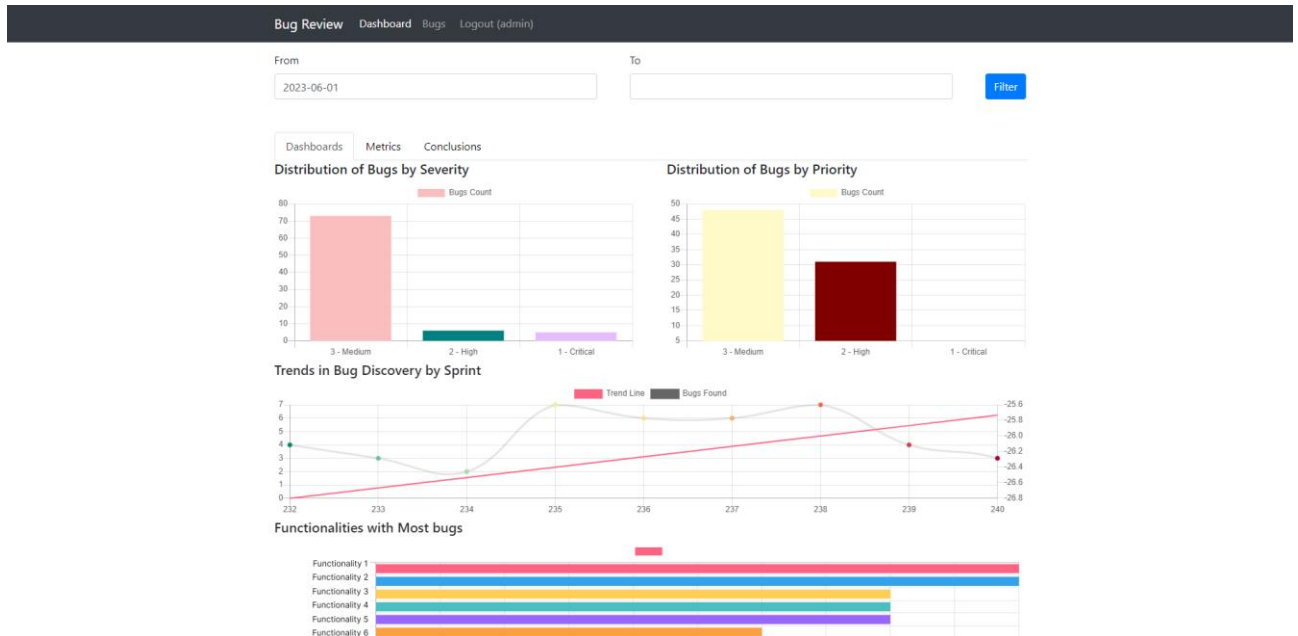 Bug Review Dashboard Bugs Logout (admin)
From To
2023-06-01
Filter
Dashboards Metrics Conclusions
Distribution of Bugs by Severity
Bugs Count
80
70
60
50
40
30
20
10
0
3 - Medium 2 - High 1 - Critical
Distribution of Bugs by Priority
Bugs Count
50
45
40
35
30
25
20
15
10
5
3 - Medium 2 - High 1 - Critical
Trends in Bug Discovery by Sprint
Trend Line Bugs Found
7
6
5
4
3
2
1
0
-25.6
-25.8
-26.0
-26.2
-26.4
-26.6
-26.8
232 233 234 235 236 237 238 239 240
Functionalities with Most bugs
Functionality 1
Functionality 2
Functionality 3
Functionality 4
Functionality 5
Functionality 6